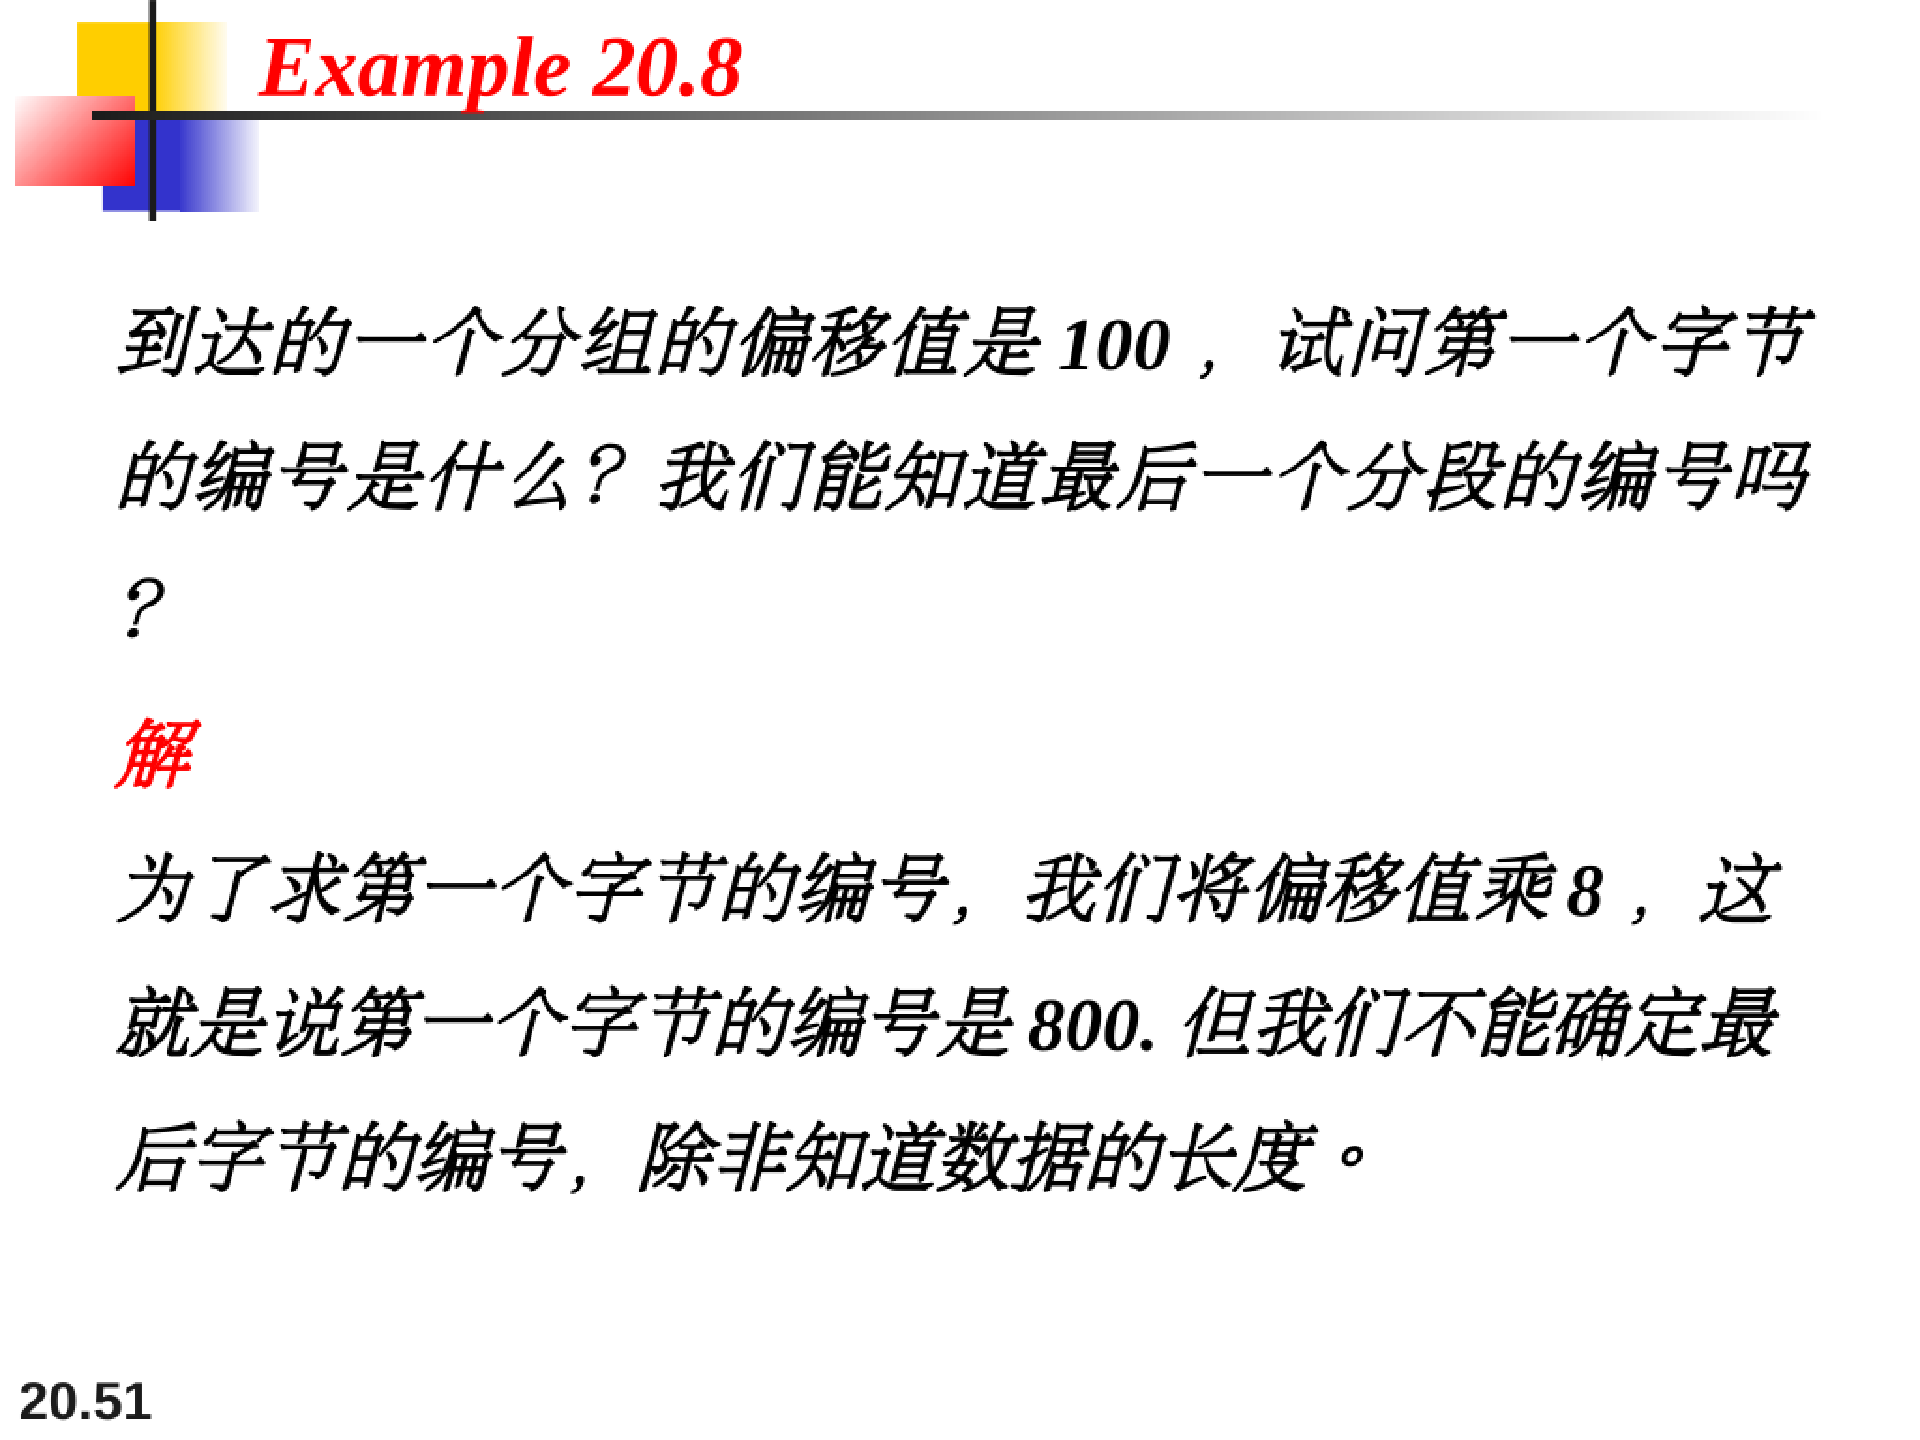 Example 20.8
到达的一个分组的偏移值是 100 ，试问第一个字节
的编号是什么？我们能知道最后一个分段的编号吗
？
解
为了求第一个字节的编号，我们将偏移值乘 8 ，这
就是说第一个字节的编号是 800. 但我们不能确定最
后字节的编号，除非知道数据的长度。
20.51